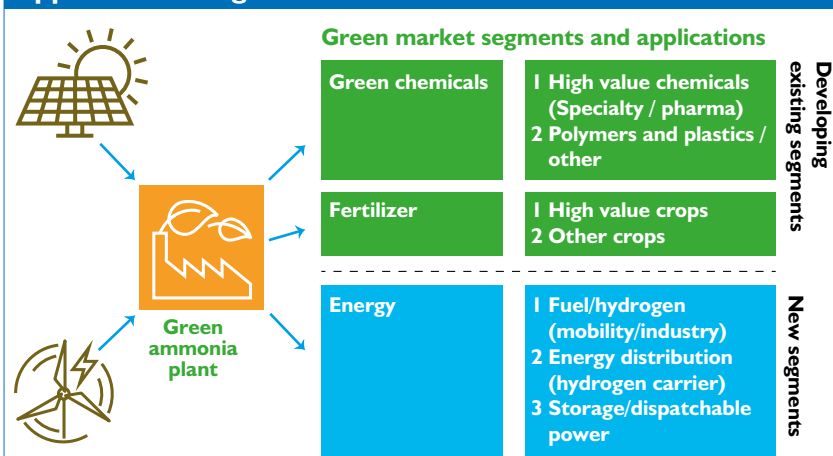 Green market segments and applications
Green chemicals
1 High value chemicals
(Specialty / pharma)
2 Polymers and plastics /
other
Fertilizer
1 High value crops
2 Other crops
Developing
existing segments
Energy
1 Fuel/hydrogen
(mobility/industry)
2 Energy distribution
(hydrogen carrier)
3 Storage/dispatchable
power
New segments
Green
ammonia
plant